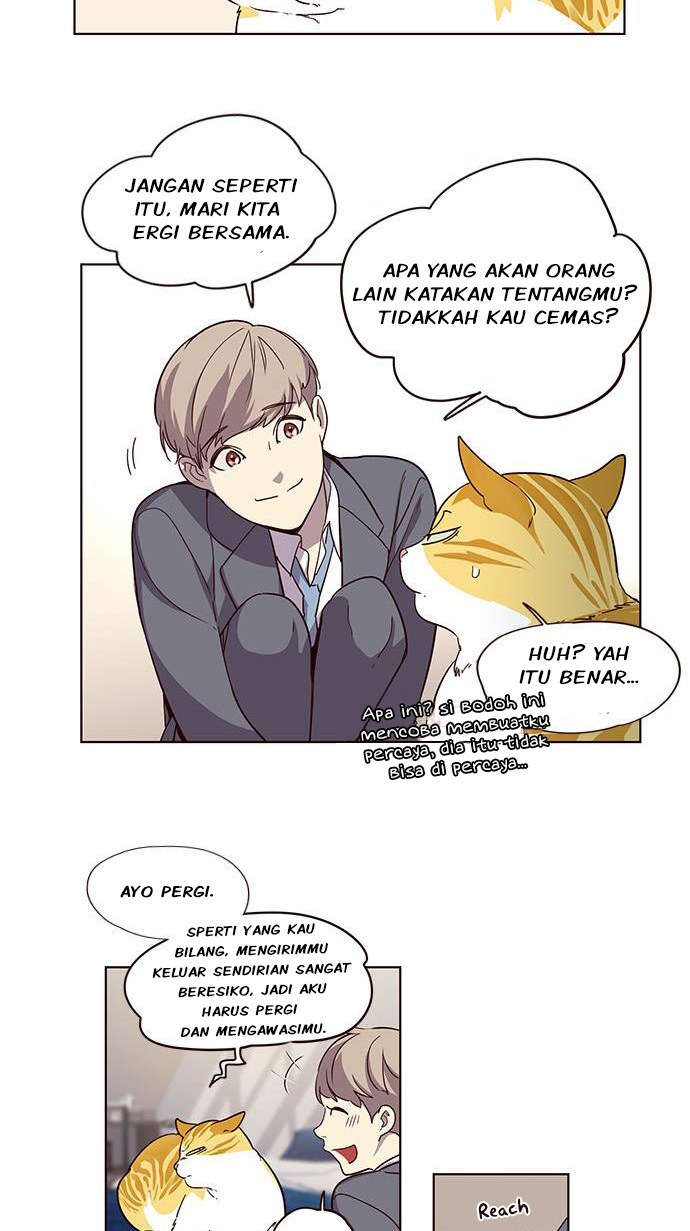 JANGAN SEPERTI
ITU, MARI KITA
ERGI BERSAMA.
APA YANG AKAN ORANG
LAIN KATAKAN TENTANGMU?
TIDAKKAH KAU CEMAS?
HUH? YAH
ITU BENAR...
Apa ini? si Bodoh ini
mencoBa memBuatku
percaya, dia itu tidak
Bisa di percaya...
AYO PERGI.
SPERTI YANG KAU
BILANG, MENGIRIMMU
KELUAR SENDIRIAN SANGAT
BERESIKO, JADI AKU
HARUS PERGI
DAN MENGAWASIMU.
Reach